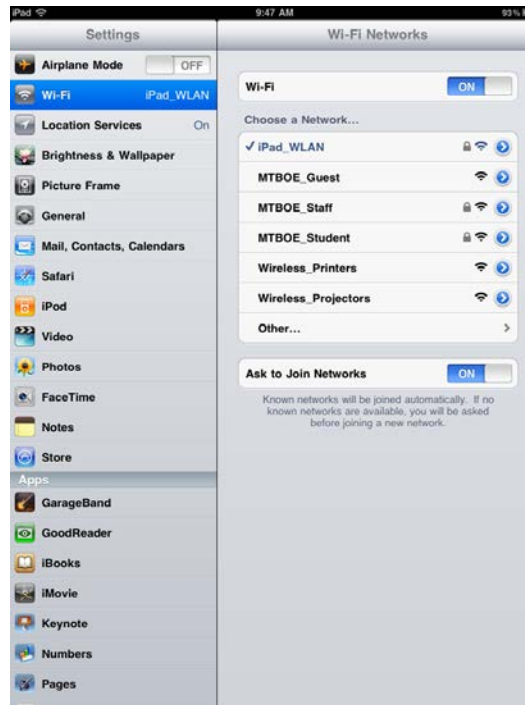 iPad 9:47 AM 93%
Settings
Airplane Mode OFF
Wi-Fi iPad_WLAN
Location Services On
Brightness & Wallpaper
Picture Frame
General
Mail, Contacts, Calendars
Safari
iPod
Video
Photos
FaceTime
Notes
Store
Apps
GarageBand
GoodReader
iBooks
iMovie
Keynote
Numbers
Pages
Wi-Fi Networks
Wi-Fi ON
Choose a Network...
iPad_WLAN
MTBOE_Guest
MTBOE_Staff
MTBOE_Student
Wireless_Printers
Wireless_Projectors
Other...
Ask to Join Networks ON
Known networks will be joined automatically. If no
known networks are available, you will be asked
before joining a new network.